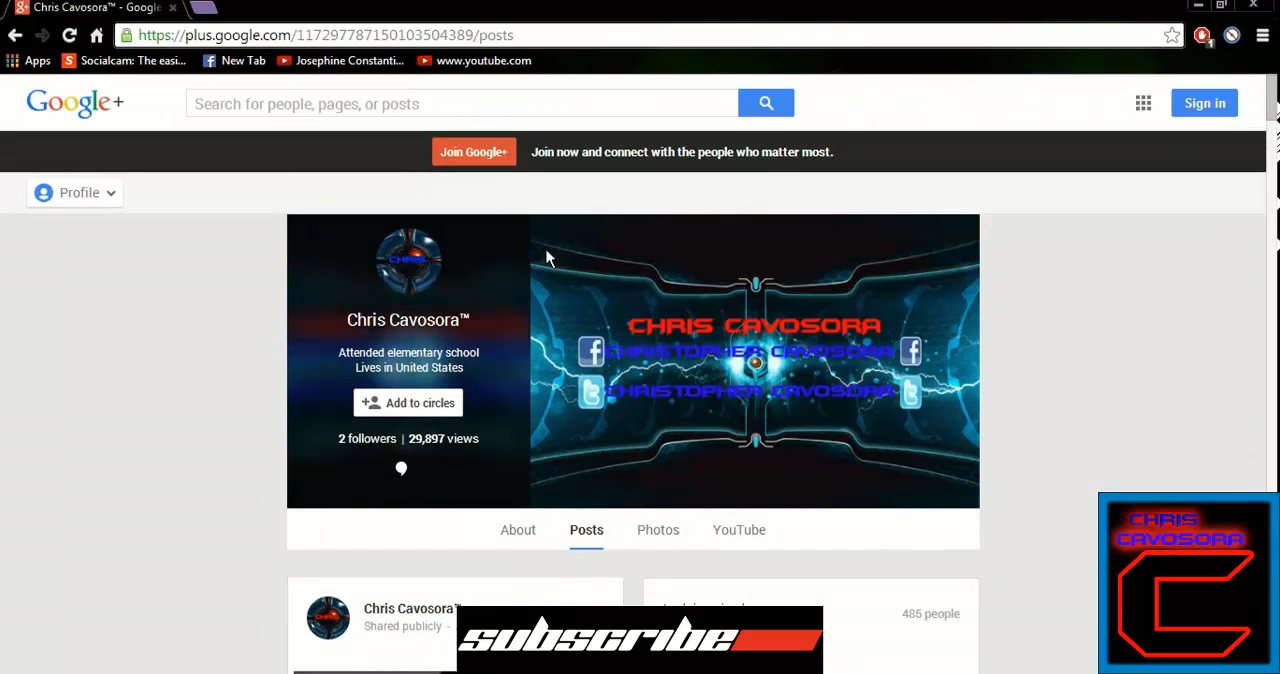 Chris Cavosora™ - Google
https://plus.google.com/117297787150103504389/posts
Apps Socialcam: The easi... New Tab Josephine Constanti... www.youtube.com
Google+ Search for people, pages, or posts Sign in
Join Google+ Join now and connect with the people who matter most.
Profile
CHRIS
Chris Cavosora™
Attended elementary school
Lives in United States
Add to circles
2 followers | 29,897 views
CHRIS CAVOSORA
CHRISTOPHER CAVOSORA
CHRISTOPHER CAVOSORA
About Posts Photos YouTube
Chris Cavosora™
Shared publicly -
485 people
subscribe
CHRIS
CAVOSORA